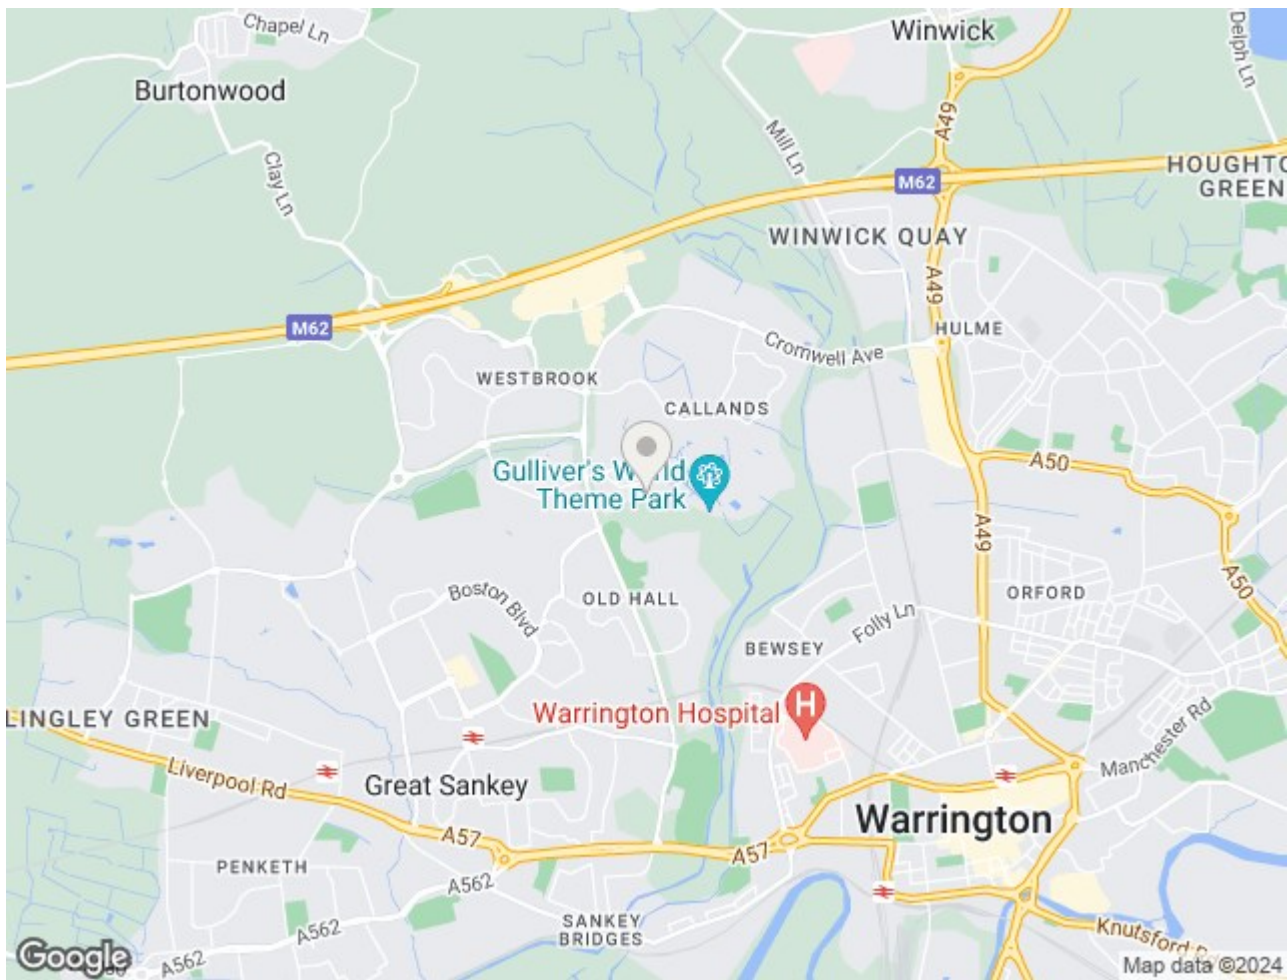 Chapel Ln
Winwick
Delph Ln
Burtonwood
A49
Mill Ln
Clay Ln
M62
GREEN
WINWICK QUAY
A49
M62
HULME
Cromwell Ave
WESTBROOK
CALLANDS
A50
Gulliver's World
Theme Park
A49
A50
Boston Blvd
OLD HALL
ORFORD
Folly Ln
BEWSEY
Warrington Hospital
H
LINGLEY GREEN
Manchester Rd
Liverpool Rd
Great Sankey
Warrington
A57
A57
PENKETH
A562
SANKEY
BRIDGES
A562
Knutsford
A562
Google
Map data ©2024